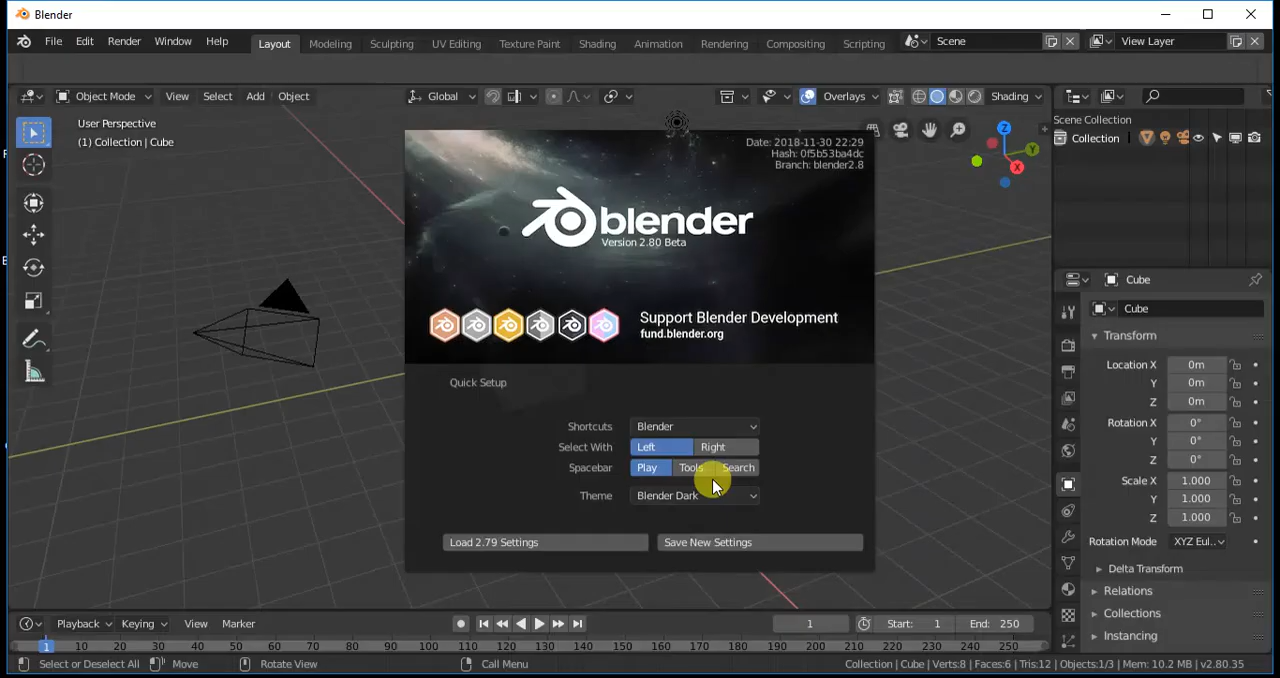 Blender
File Edit Render Window Help Layout Modeling Sculpting UV Editing Texture Paint Shading Animation Rendering Compositing Scripting Scene View Layer
Object Mode View Select Add Object Global Overlays Shading
User Perspective
(1) Collection | Cube
Scene Collection
Collection
Z
Y
X
Date: 2018-11-30 22:29
Hash: 0f5b53ba4dc
Branch: blender2.8
blender
Version 2.80 Beta
Support Blender Development
fund.blender.org
Quick Setup
Shortcuts Blender
Select With Left Right
Spacebar Play Tools Search
Theme Blender Dark
Load 2.79 Settings Save New Settings
Cube
Cube
Transform
Location X 0m
Y 0m
Z 0m
Rotation X 0°
Y 0°
Z 0°
Scale X 1.000
Y 1.000
Z 1.000
Rotation Mode XYZ Eul..
Delta Transform
Relations
Collections
Instancing
Playback Keying View Marker 1 Start: 1 End: 250
1 10 20 30 40 50 60 70 80 90 100 110 120 130 140 150 160 170 180 190 200 210 220 230 240 250
Select or Deselect All Move Rotate View Call Menu Collection | Cube | Verts:8 | Faces:6 | Tris:12 | Objects:1/3 | Mem: 10.2 MB | v2.80.35